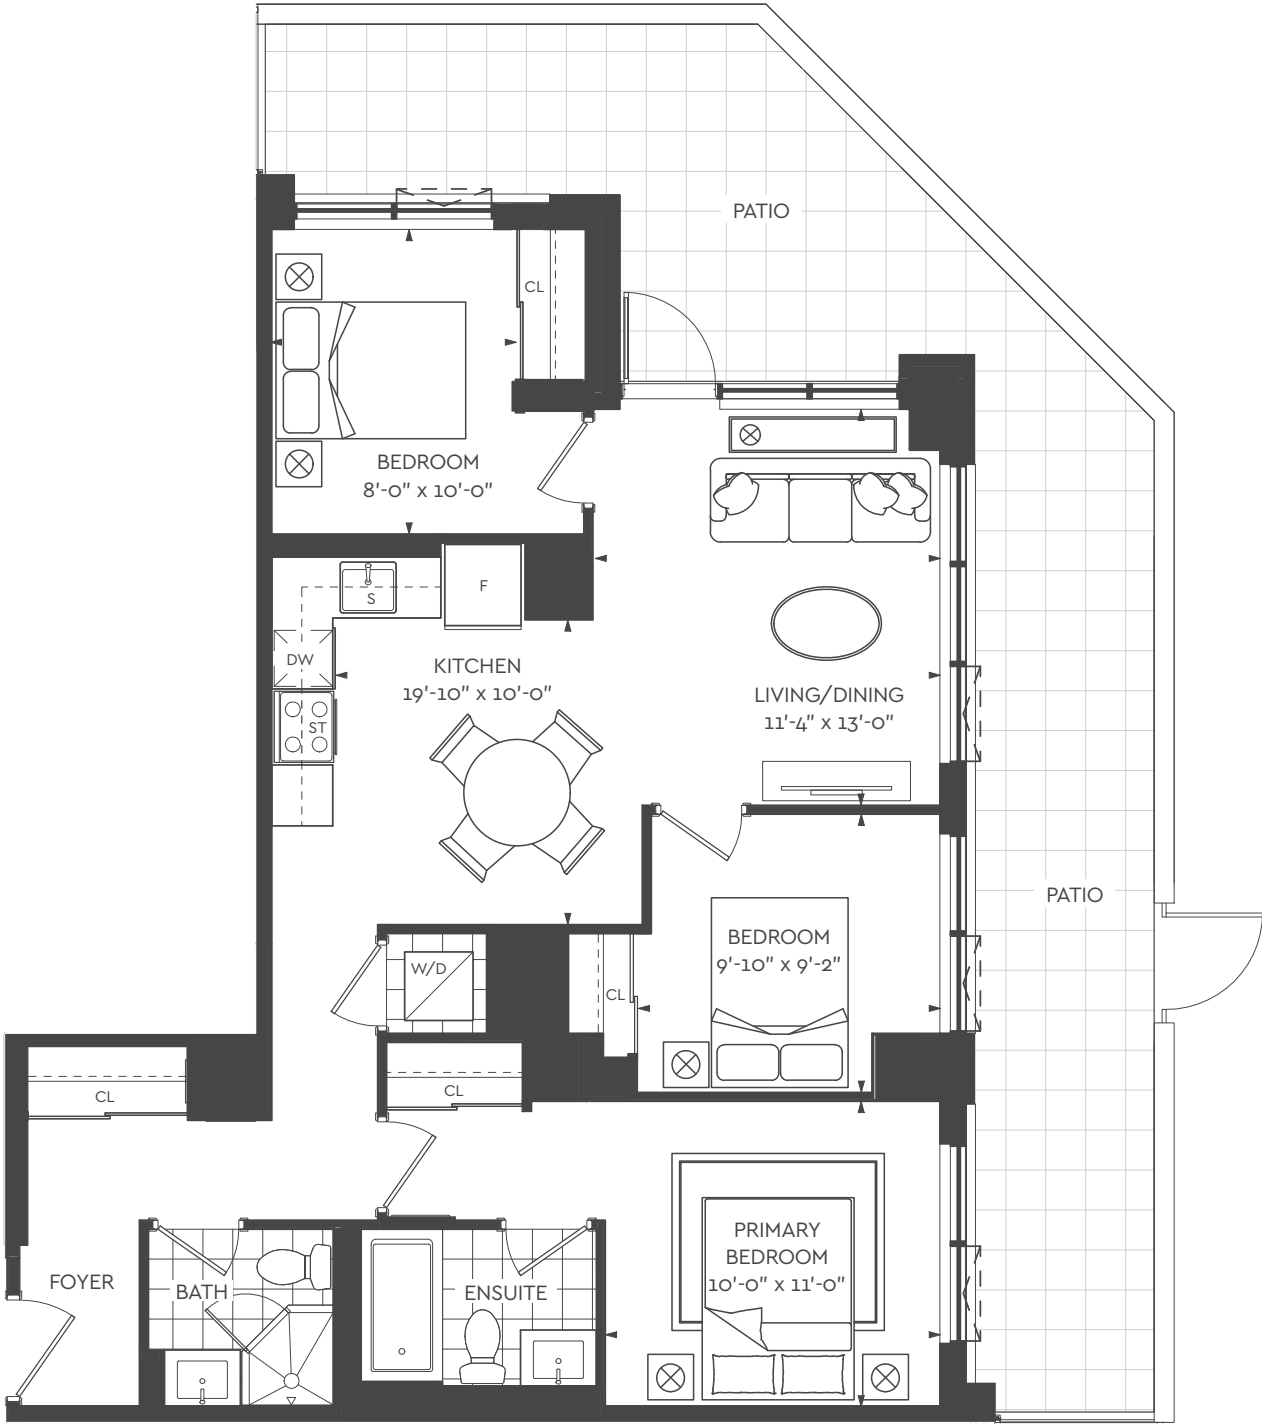 PATIO
CL
BEDROOM
8'-0" x 10'-0"
S
F
DW
KITCHEN
19'-10" x 10'-0"
ST
LIVING/DINING
11'-4" x 13'-0"
PATIO
BEDROOM
9'-10" x 9'-2"
W/D
CL
CL
CL
PRIMARY
BEDROOM
10'-0" x 11'-0"
FOYER
BATH
ENSUITE